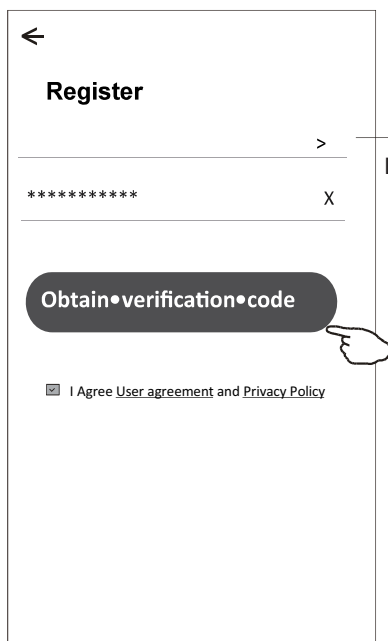 Register
>
*********** X
Obtain•verification•code
I Agree User agreement and Privacy Policy